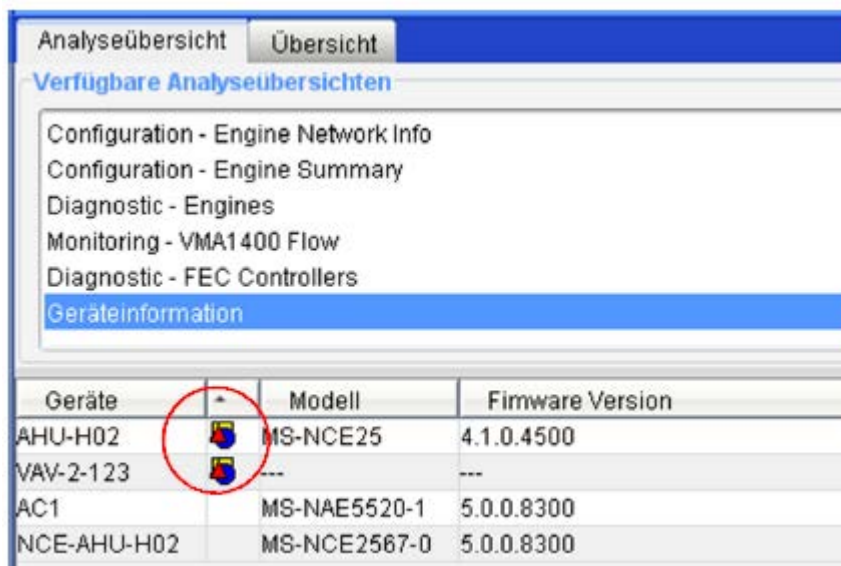 Analyseübersicht Übersicht
Verfügbare Analyseübersichten
Configuration - Engine Network Info
Configuration - Engine Summary
Diagnostic - Engines
Monitoring - VMA1400 Flow
Diagnostic - FEC Controllers
Geräteinformation
Geräte Modell Fimware Version
AHU-H02 MS-NCE25 4.1.0.4500
VAV-2-123 --- ---
AC1 MS-NAE5520-1 5.0.0.8300
NCE-AHU-H02 MS-NCE2567-0 5.0.0.8300